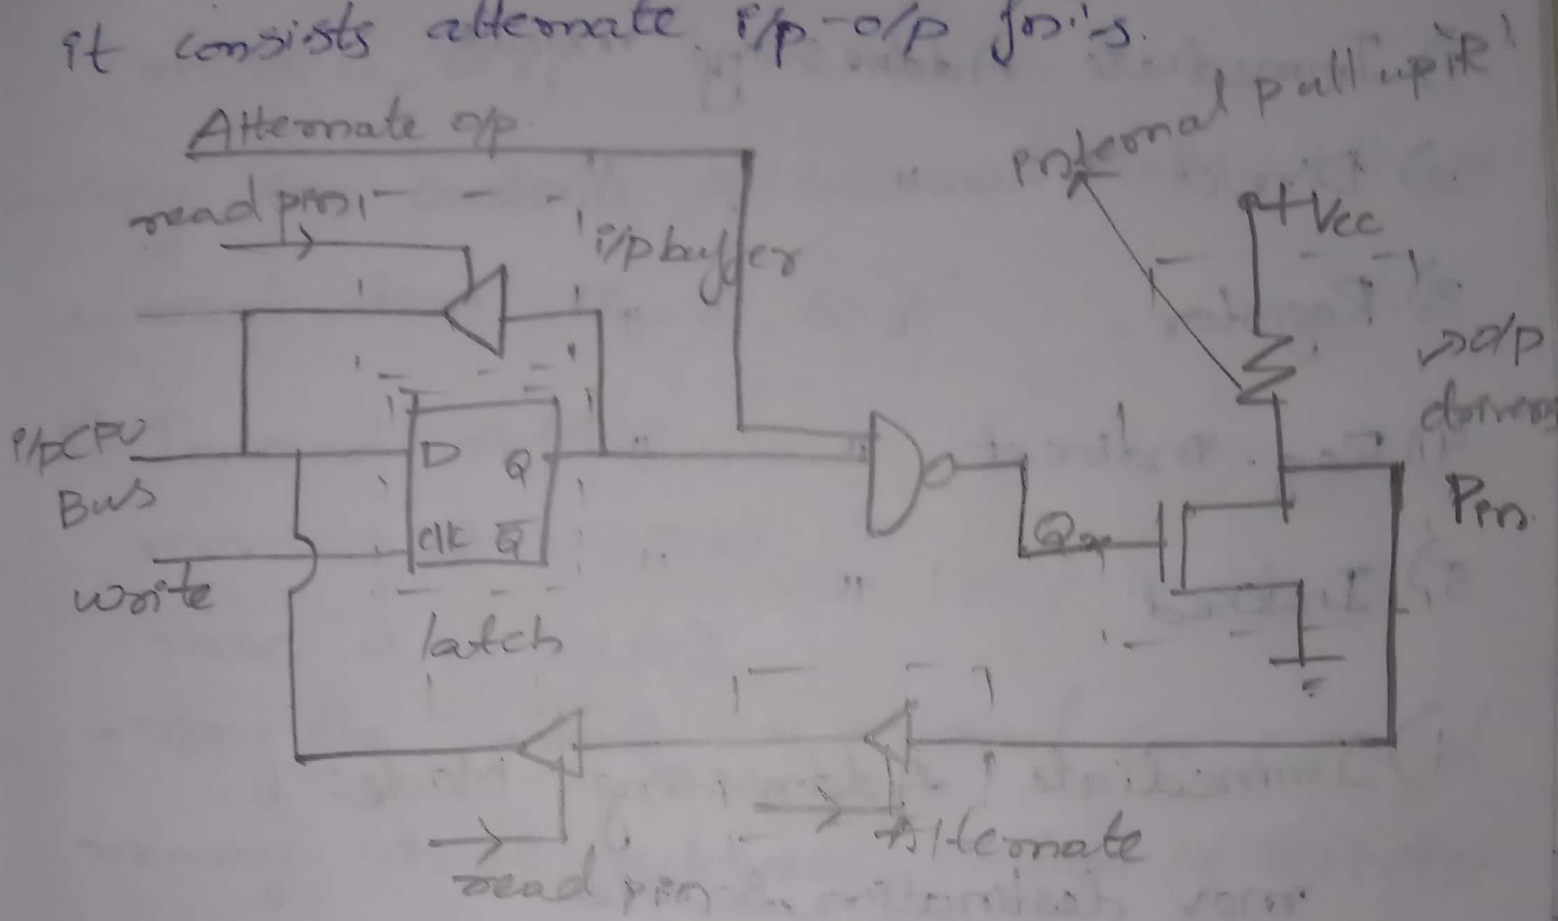 it consists alternate i/p-o/p
Internal pull up
Alternate o/p
+Vcc
read pin
i/p buffer
o/p
driver
i/p CPU
Bus
D Q
clk Q̅
Pin
write
latch
Alternate
read pin